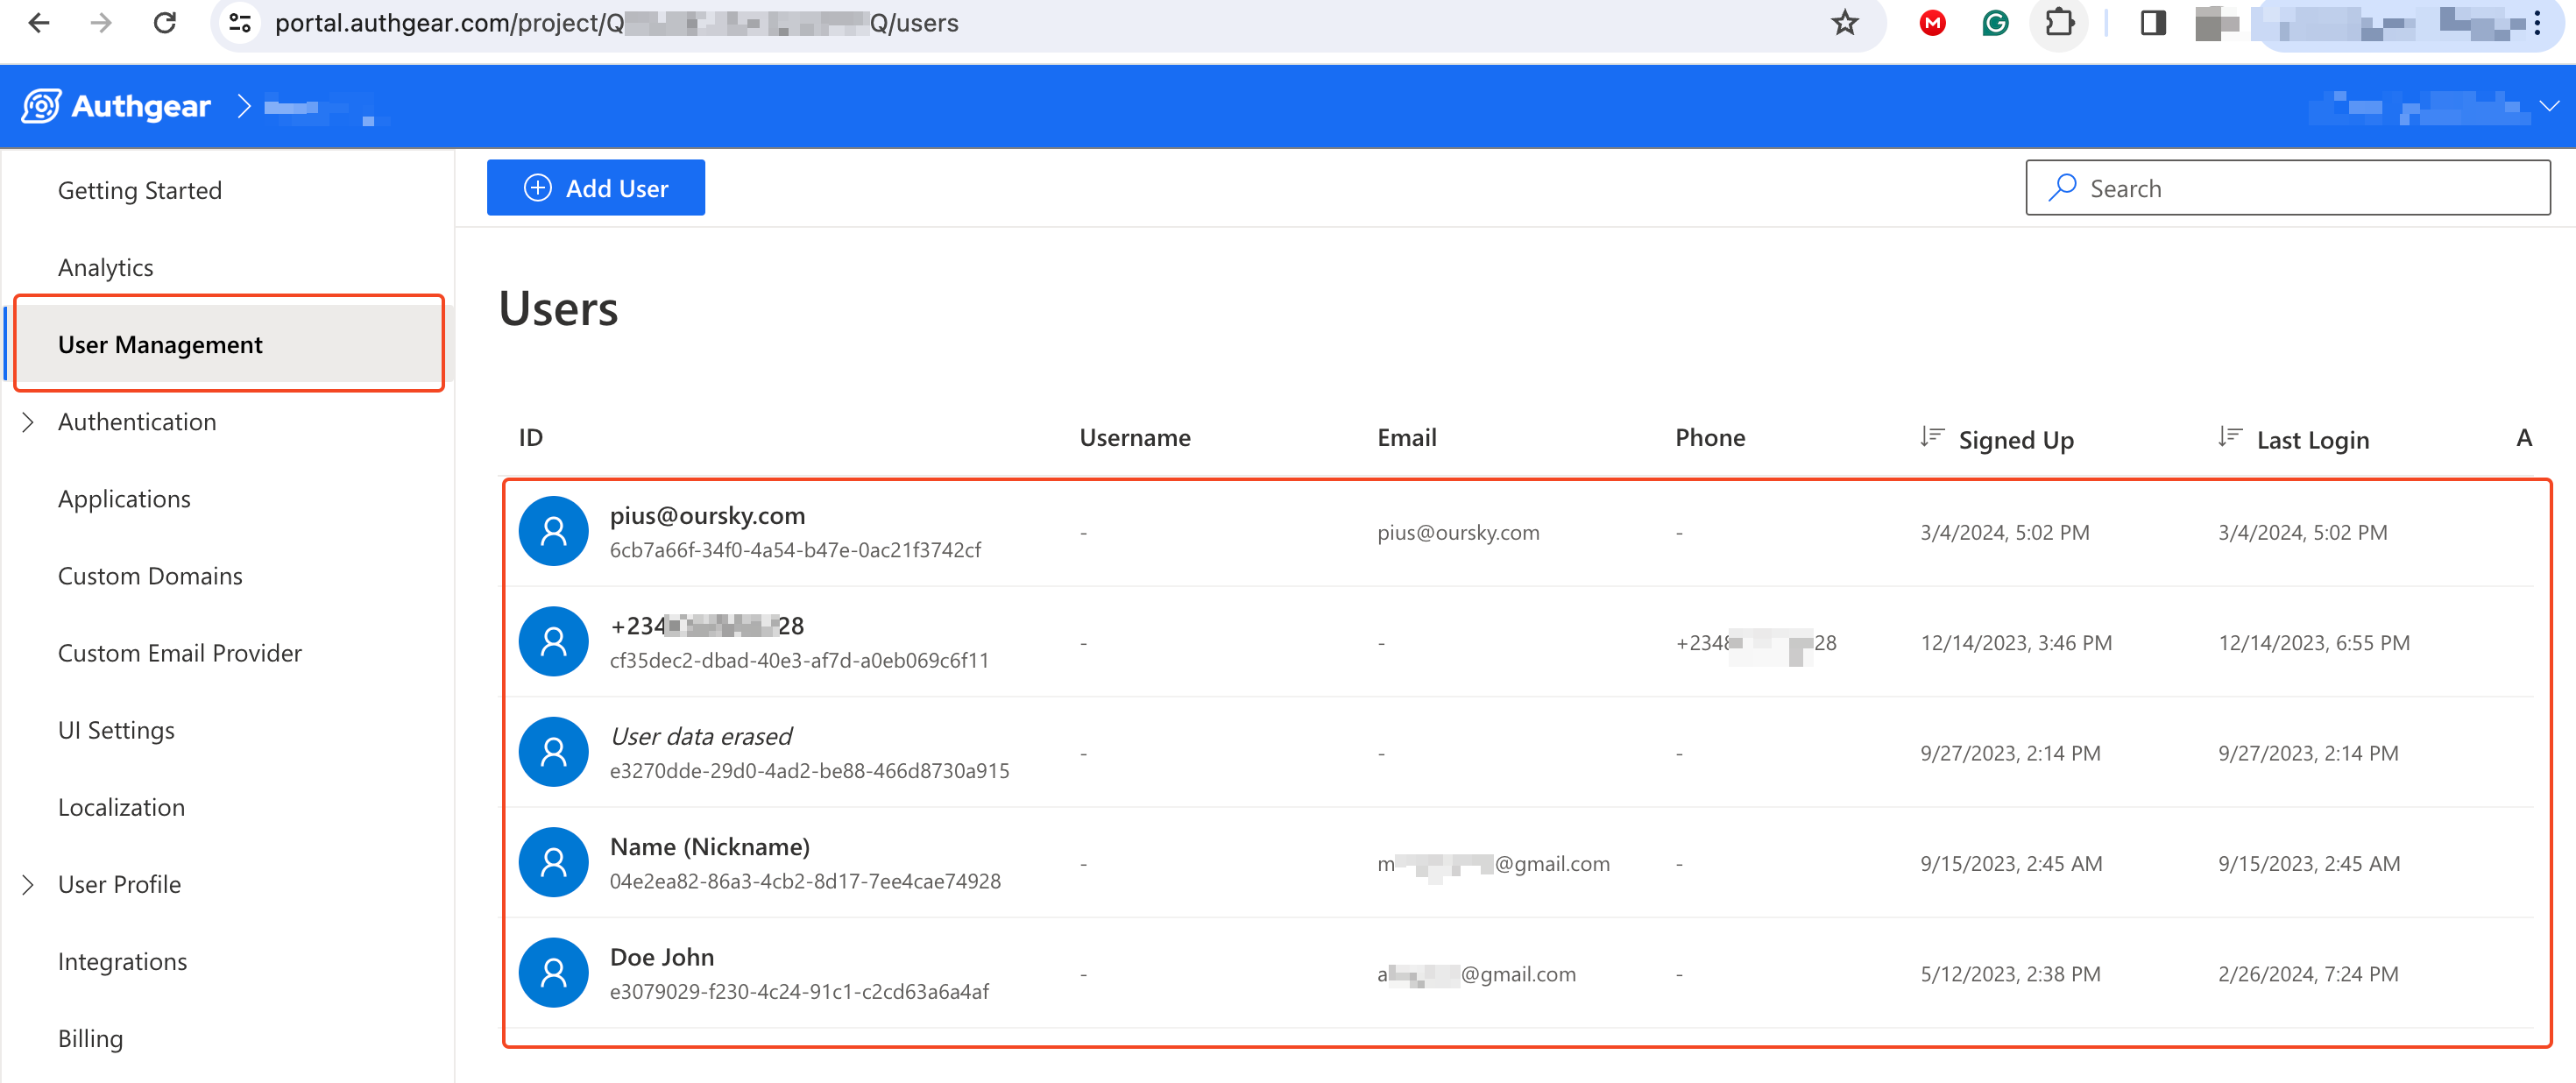 portal.authgear.com/project/Q Q/users
Authgear
Getting Started
Analytics
User Management
Authentication
Applications
Custom Domains
Custom Email Provider
UI Settings
Localization
User Profile
Integrations
Billing
Add User
Search
Users
ID Username Email Phone Signed Up Last Login A
pius@oursky.com
6cb7a66f-34f0-4a54-b47e-0ac21f3742cf
- pius@oursky.com - 3/4/2024, 5:02 PM 3/4/2024, 5:02 PM
+234 28
cf35dec2-dbad-40e3-af7d-a0eb069c6f11
- - +2348 28 12/14/2023, 3:46 PM 12/14/2023, 6:55 PM
User data erased
e3270dde-29d0-4ad2-be88-466d8730a915
- - - 9/27/2023, 2:14 PM 9/27/2023, 2:14 PM
Name (Nickname)
04e2ea82-86a3-4cb2-8d17-7ee4cae74928
- m @gmail.com - 9/15/2023, 2:45 AM 9/15/2023, 2:45 AM
Doe John
e3079029-f230-4c24-91c1-c2cd63a6a4af
- a @gmail.com - 5/12/2023, 2:38 PM 2/26/2024, 7:24 PM